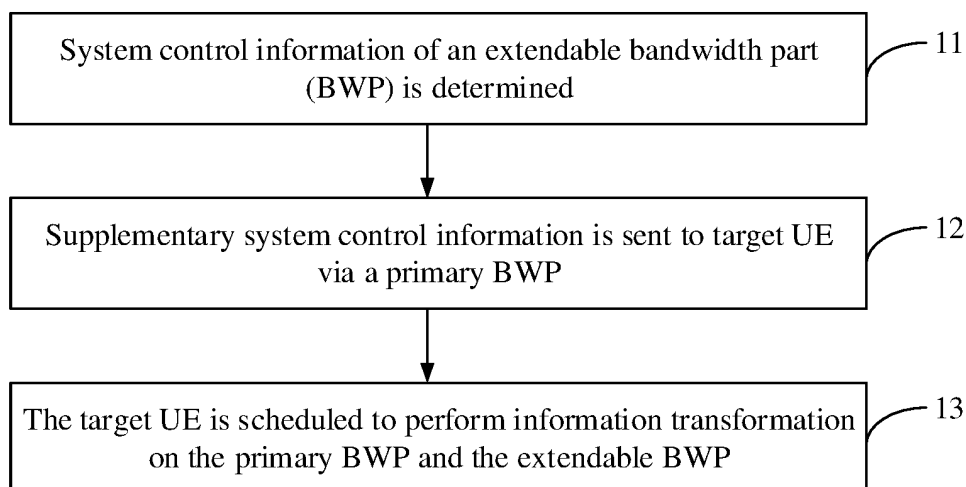 System control information of an extendable bandwidth part
(BWP) is determined
11
Supplementary system control information is sent to target UE
via a primary BWP
12
The target UE is scheduled to perform information transformation
on the primary BWP and the extendable BWP
13